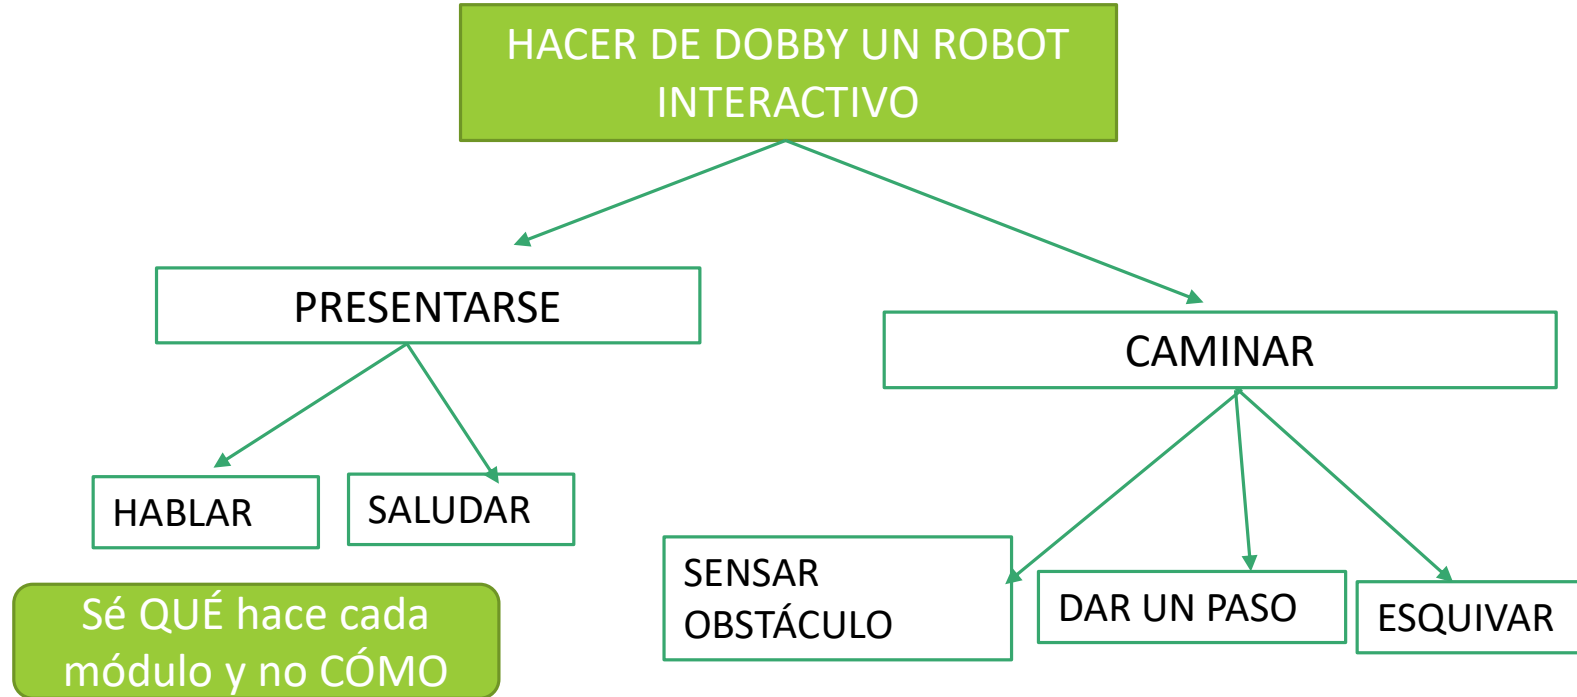 HACER DE DOBBY UN ROBOT
INTERACTIVO
PRESENTARSE
CAMINAR
HABLAR
SALUDAR
SENSAR
OBSTÁCULO
DAR UN PASO
ESQUIVAR
Sé QUÉ hace cada
módulo y no CÓMO